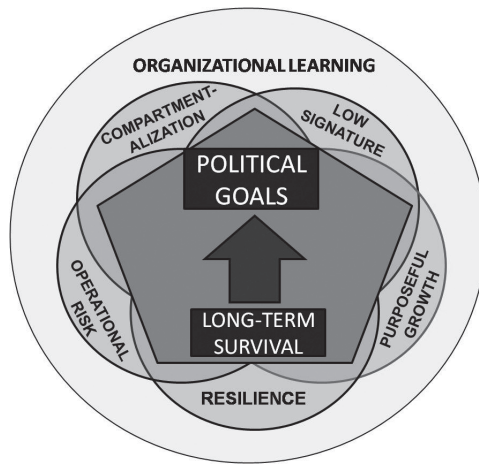 ORGANIZATIONAL LEARNING
COMPARTMENT-
ALIZATION
LOW
SIGNATURE
POLITICAL
GOALS
OPERATIONAL
RISK
PURPOSEFUL
GROWTH
LONG-TERM
SURVIVAL
RESILIENCE